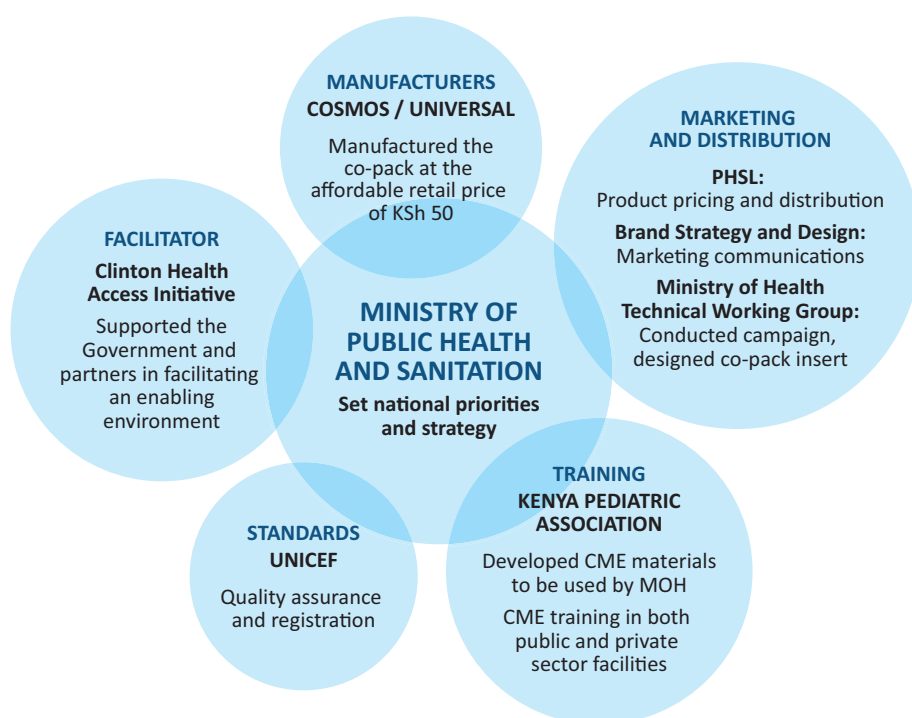 MANUFACTURERS
COSMOS / UNIVERSAL
Manufactured the
co-pack at the
affordable retail price
of KSh 50
MARKETING
AND DISTRIBUTION
PHSL:
Product pricing and distribution
Brand Strategy and Design:
Marketing communications
Ministry of Health
Technical Working Group:
Conducted campaign,
designed co-pack insert
FACILITATOR
Clinton Health
Access Initiative
Supported the
Government and
partners in facilitating
an enabling
environment
MINISTRY OF
PUBLIC HEALTH
AND SANITATION
Set national priorities
and strategy
STANDARDS
UNICEF
Quality assurance
and registration
TRAINING
KENYA PEDIATRIC
ASSOCIATION
Developed CME materials
to be used by MOH
CME training in both
public and private
sector facilities